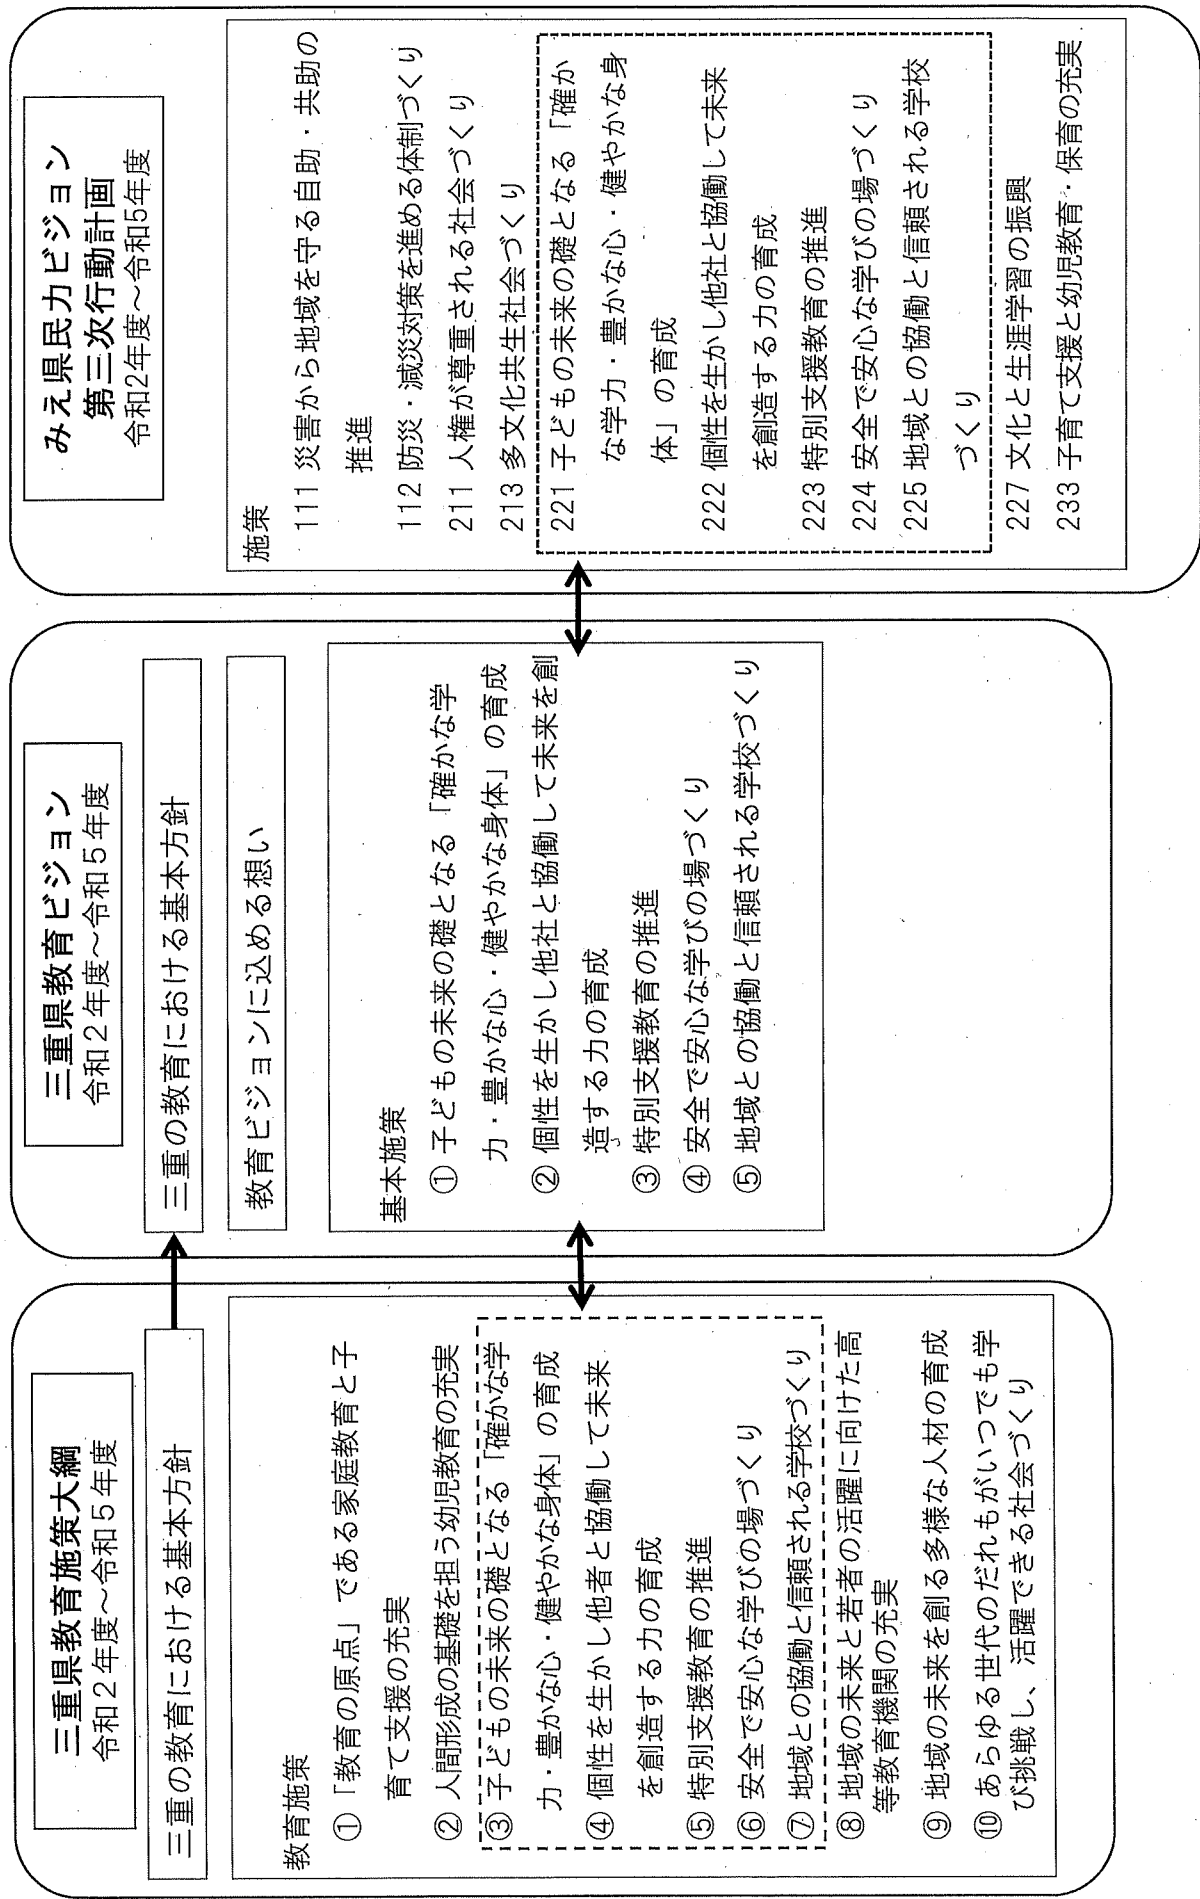 三重県教育施策大綱
令和２年度～令和５年度
三重の教育における基本方針
教育施策
① 「教育の原点」である家庭教育と子
育て支援の充実
② 人間形成の基礎を担う幼児教育の充実
③ 子どもの未来の礎となる「確かな学
力・豊かな心・健やかな身体」の育成
④ 個性を生かし他者と協働して未来
を創造する力の育成
⑤ 特別支援教育の推進
⑥ 安全で安心な学びの場づくり
⑦ 地域との協働と信頼される学校づくり
⑧ 地域の未来と若者の活躍に向けた高
等教育機関の充実
⑨ 地域の未来を創る多様な人材の育成
⑩ あらゆる世代のだれもがいつでも学
び挑戦し、活躍できる社会づくり
三重県教育ビジョン
令和２年度～令和５年度
三重の教育における基本方針
教育ビジョンに込める想い
基本施策
① 子どもの未来の礎となる「確かな学
力・豊かな心・健やかな身体」の育成
② 個性を生かし他社と協働して未来を創
造する力の育成
③ 特別支援教育の推進
④ 安全で安心な学びの場づくり
⑤ 地域との協働と信頼される学校づくり
みえ県民力ビジョン
第三次行動計画
令和2年度～令和5年度
施策
111 災害から地域を守る自助・共助の
推進
112 防災・減災対策を進める体制づくり
211 人権が尊重される社会づくり
213 多文化共生社会づくり
221 子どもの未来の礎となる「確か
な学力・豊かな心・健やかな身
体」の育成
222 個性を生かし他社と協働して未来
を創造する力の育成
223 特別支援教育の推進
224 安全で安心な学びの場づくり
225 地域との協働と信頼される学校
づくり
227 文化と生涯学習の振興
233 子育て支援と幼児教育・保育の充実